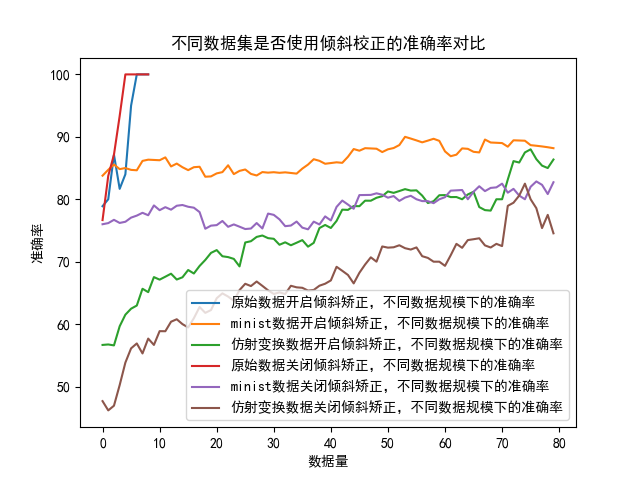 不同数据集是否使用倾斜校正的准确率对比
准确率
100
90
80
70
60
50
原始数据开启倾斜矫正，不同数据规模下的准确率
minist数据开启倾斜矫正，不同数据规模下的准确率
仿射变换数据开启倾斜矫正，不同数据规模下的准确率
原始数据关闭倾斜矫正，不同数据规模下的准确率
minist数据关闭倾斜矫正，不同数据规模下的准确率
仿射变换数据关闭倾斜矫正，不同数据规模下的准确率
0 10 20 30 40 50 60 70 80
数据量